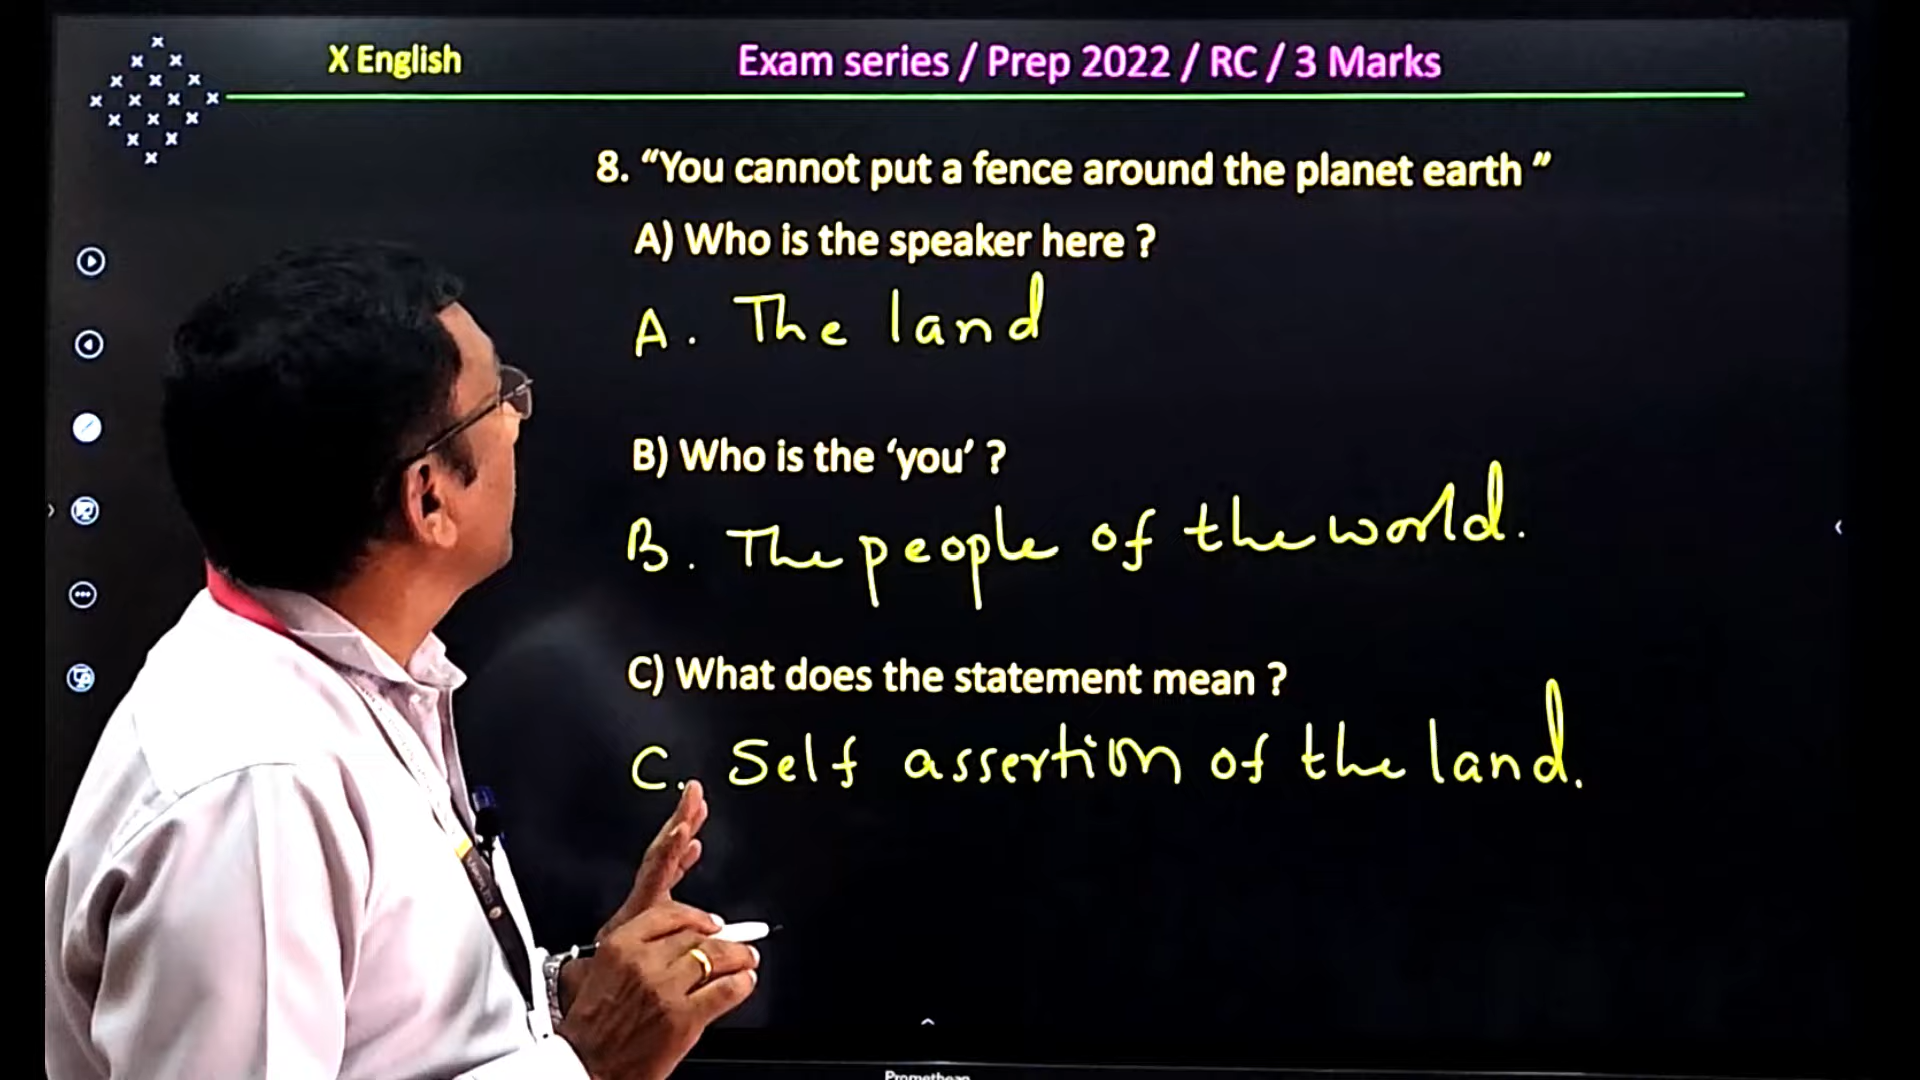 X English
Exam series / Prep 2022 / RC / 3 Marks
8. “You cannot put a fence around the planet earth ”
A) Who is the speaker here ?
A. The land
B) Who is the ‘you’ ?
B. The people of the world.
C) What does the statement mean ?
C. Self assertion of the land.
Promethean